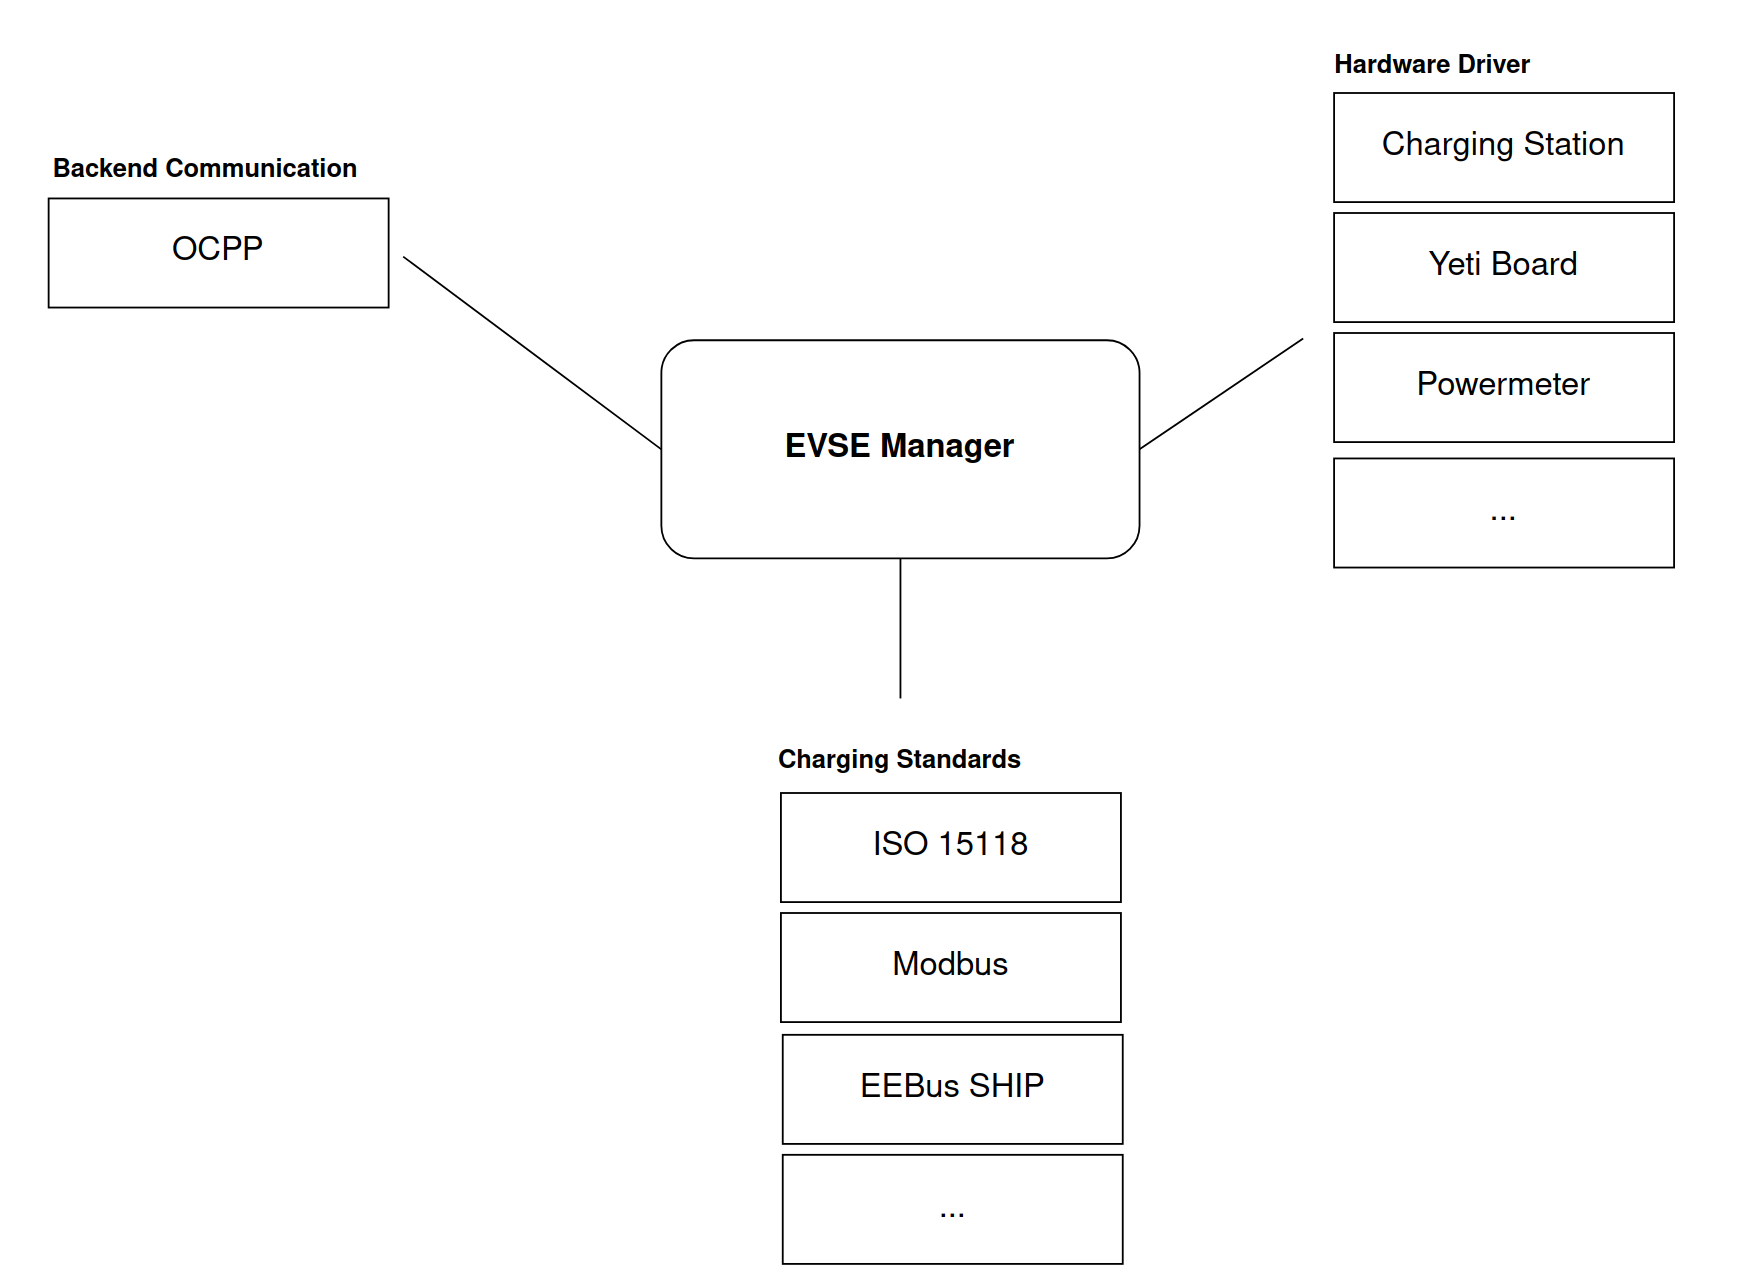 Hardware Driver
Charging Station
Backend Communication
OCPP
Yeti Board
Powermeter
EVSE Manager
...
Charging Standards
ISO 15118
Modbus
EEBus SHIP
...